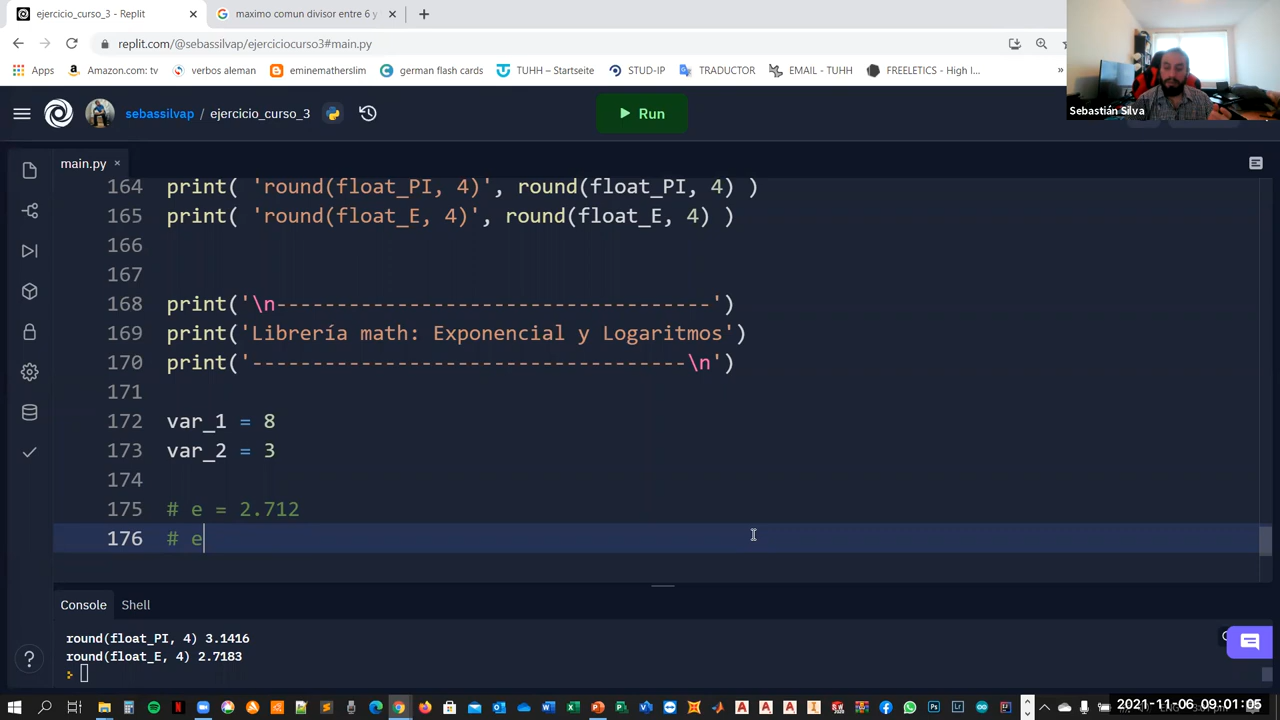 ejercicio_curso_3 - Replit
maximo comun divisor entre 6 y
replit.com/@sebassilvap/ejerciciocurso3#main.py
Apps
Amazon.com: tv
verbos aleman
eminematherslim
german flash cards
TUHH – Startseite
STUD-IP
TRADUCTOR
EMAIL - TUHH
FREELETICS - High I...
»
Sebastián Silva
sebassilvap / ejercicio_curso_3
Run
main.py
164 print( 'round(float_PI, 4)', round(float_PI, 4) )
165 print( 'round(float_E, 4)', round(float_E, 4) )
166
167
168 print('\n------------------------------------')
169 print('Librería math: Exponencial y Logaritmos')
170 print('------------------------------------\n')
171
172 var_1 = 8
173 var_2 = 3
174
175 # e = 2.712
176 # e
Console
Shell
round(float_PI, 4) 3.1416
round(float_E, 4) 2.7183
2021-11-06 09:01:05